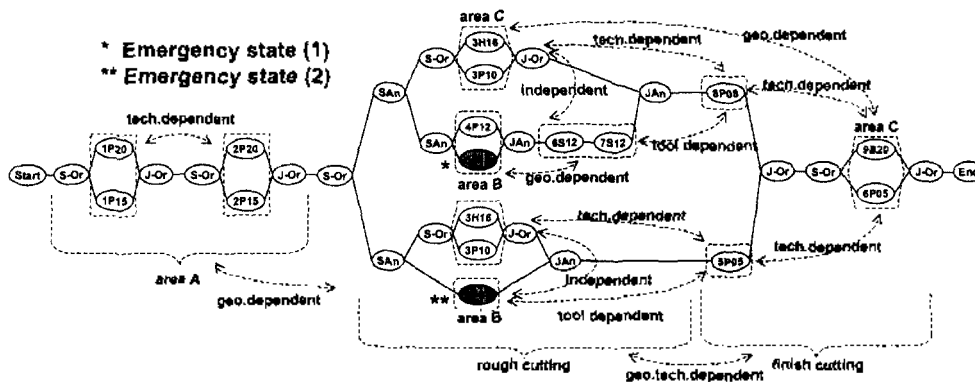 * Emergency state (1)
** Emergency state (2)
area C
3H16
3P10
S-Or
J-Or
tech.dependent
geo.dependent
SAn
independent
JAn
8P08
tech.dependent
tech.dependent
1P20
1P15
2P20
2P15
SAn
4P12
JAn
6S12
7S12
tool dependent
area C
9B20
6P05
Start
S-Or
J-Or
S-Or
J-Or
S-Or
*
area B
geo.dependent
J-Or
S-Or
J-Or
End
area A
geo.dependent
SAn
S-Or
3H16
3P10
J-Or
tech.dependent
JAn
independent
5P05
tech.dependent
**
area B
tool dependent
rough cutting
finish cutting
geo.tech.dependent